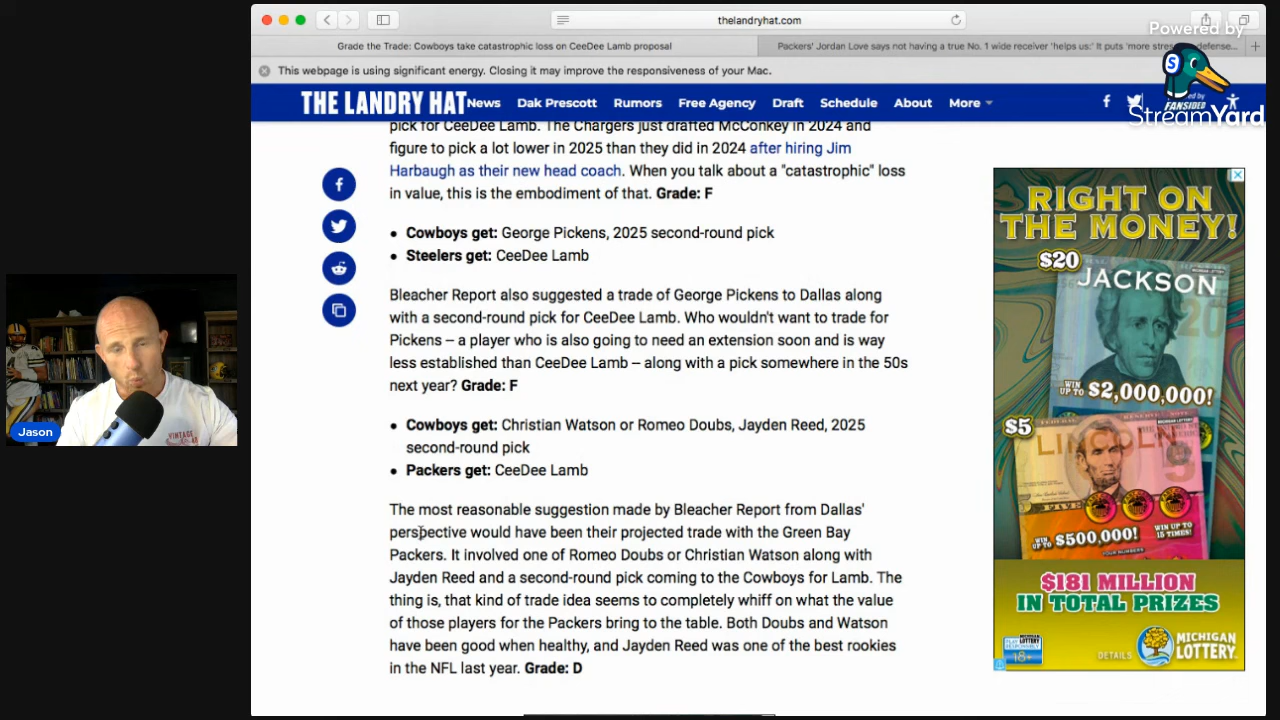 thelandryhat.com
Powered by
Grade the Trade: Cowboys take catastrophic loss on CeeDee Lamb proposal
Packers' Jordan Love says not having a true No. 1 wide receiver 'helps us:' It puts 'more stress on defense...
This webpage is using significant energy. Closing it may improve the responsiveness of your Mac.
S
StreamYard
THE LANDRY HAT
News Dak Prescott Rumors Free Agency Draft Schedule About More
FANSIDED
pick for CeeDee Lamb. The Chargers just drafted McConkey in 2024 and
figure to pick a lot lower in 2025 than they did in 2024 after hiring Jim
Harbaugh as their new head coach. When you talk about a "catastrophic" loss
in value, this is the embodiment of that. Grade: F
• Cowboys get: George Pickens, 2025 second-round pick
• Steelers get: CeeDee Lamb
Bleacher Report also suggested a trade of George Pickens to Dallas along
with a second-round pick for CeeDee Lamb. Who wouldn't want to trade for
Pickens – a player who is also going to need an extension soon and is way
less established than CeeDee Lamb – along with a pick somewhere in the 50s
next year? Grade: F
• Cowboys get: Christian Watson or Romeo Doubs, Jayden Reed, 2025
second-round pick
• Packers get: CeeDee Lamb
The most reasonable suggestion made by Bleacher Report from Dallas'
perspective would have been their projected trade with the Green Bay
Packers. It involved one of Romeo Doubs or Christian Watson along with
Jayden Reed and a second-round pick coming to the Cowboys for Lamb. The
thing is, that kind of trade idea seems to completely whiff on what the value
of those players for the Packers bring to the table. Both Doubs and Watson
have been good when healthy, and Jayden Reed was one of the best rookies
in the NFL last year. Grade: D
Jason
VINTAGE
RIGHT ON
THE MONEY!
$20
JACKSON
WIN UP TO $2,000,000!
$5
LINCOLN
FIVE
WIN UP TO $500,000!
WIN UP TO 15 TIMES!
$181 MILLION
IN TOTAL PRIZES
18+
DETAILS
MICHIGAN
LOTTERY